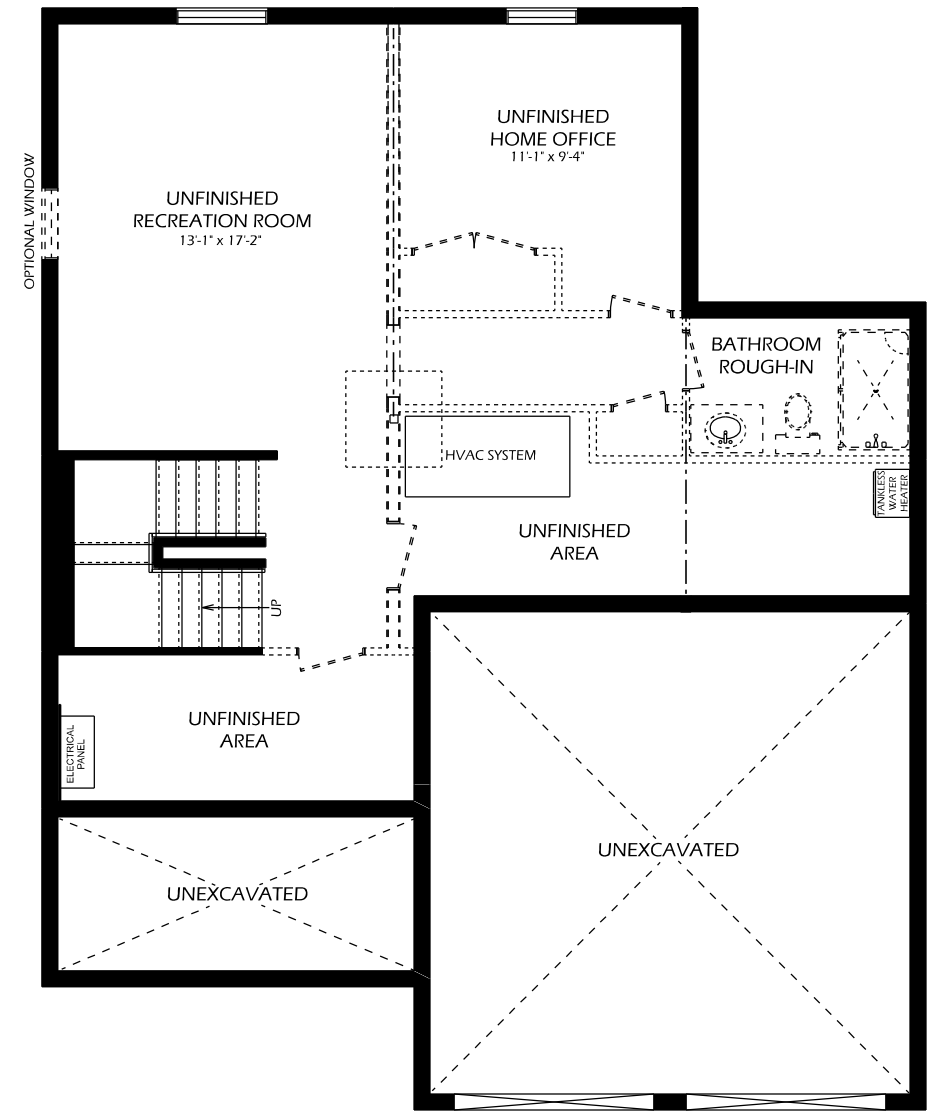 UNFINISHED
HOME OFFICE
11'-1" x 9'-4"
OPTIONAL WINDOW
UNFINISHED
RECREATION ROOM
13'-1" x 17'-2"
BATHROOM
ROUGH-IN
HVAC SYSTEM
TANKLESS
WATER
HEATER
UNFINISHED
AREA
UP
UNFINISHED
AREA
ELECTRICAL
PANEL
UNEXCAVATED
UNEXCAVATED